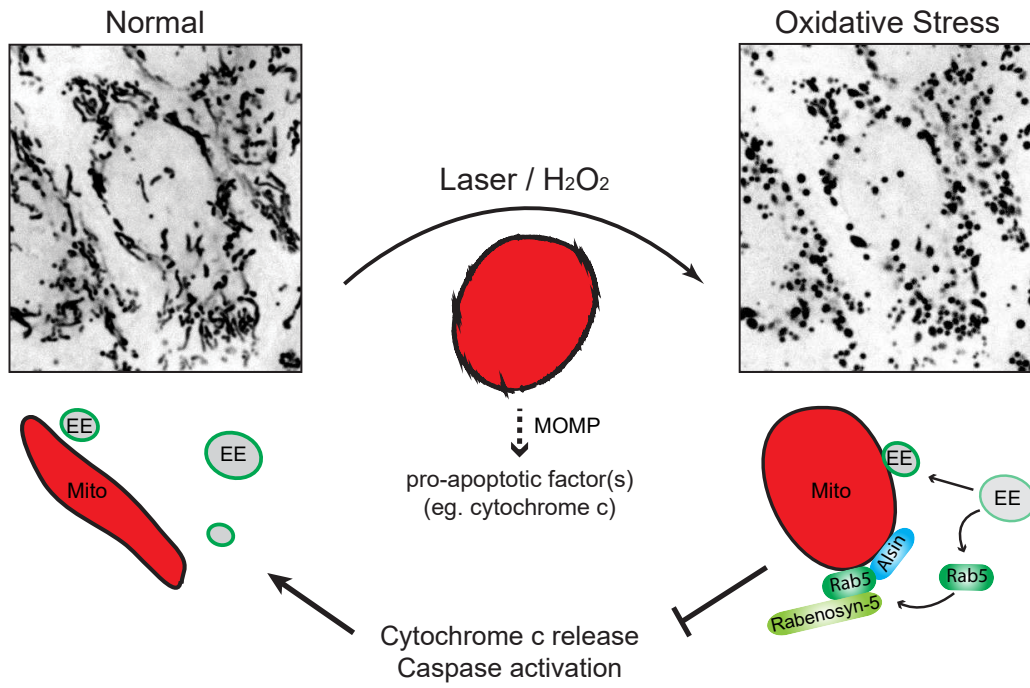 Normal
Oxidative Stress
Laser / H₂O₂
MOMP
pro-apoptotic factor(s)
(eg. cytochrome c)
EE
EE
Mito
Mito
EE
EE
Alsin
Rab5
Rab5
Rabenosyn-5
Cytochrome c release
Caspase activation